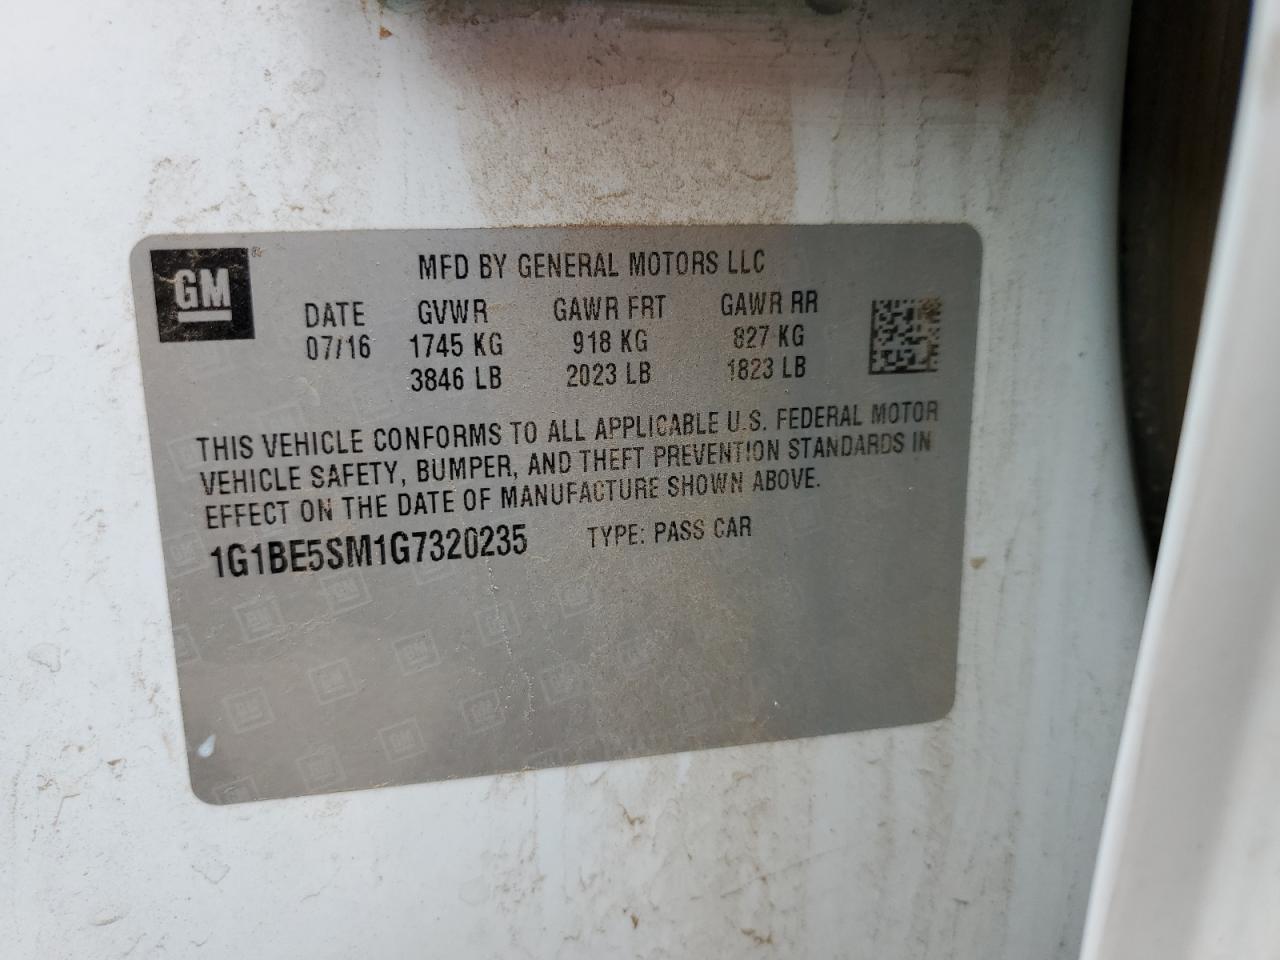 GM
MFD BY GENERAL MOTORS LLC
DATE GVWR GAWR FRT GAWR RR
07/16 1745 KG 918 KG 827 KG
3846 LB 2023 LB 1823 LB
THIS VEHICLE CONFORMS TO ALL APPLICABLE U.S. FEDERAL MOTOR
VEHICLE SAFETY, BUMPER, AND THEFT PREVENTION STANDARDS IN
EFFECT ON THE DATE OF MANUFACTURE SHOWN ABOVE.
1G1BE5SM1G7320235 TYPE: PASS CAR